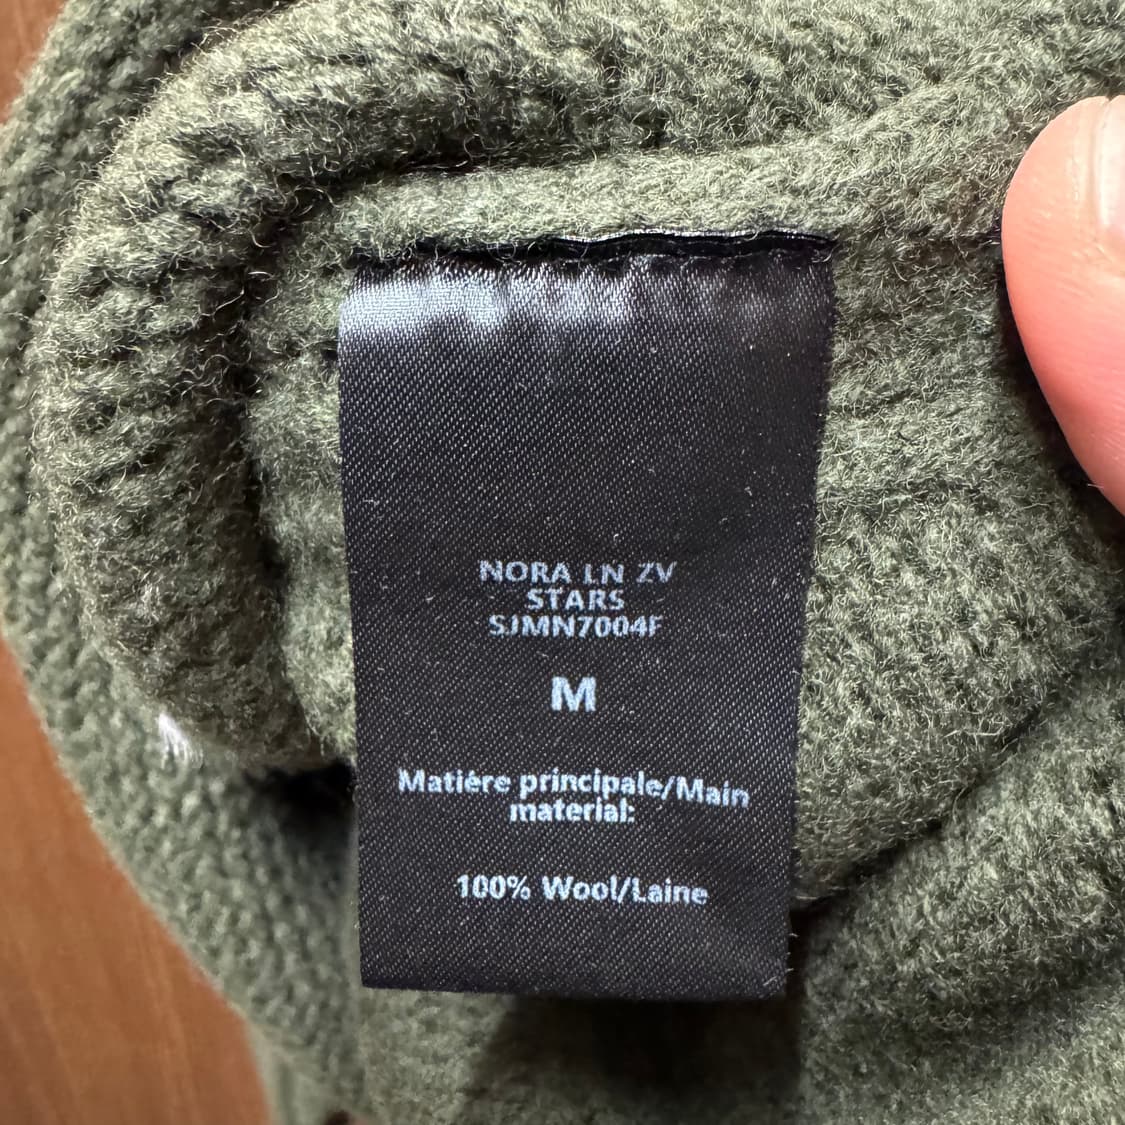 NORA LN ZV
STARS
SJMN7004F
M
Matière principale/Main
material:
100% Wool/Laine